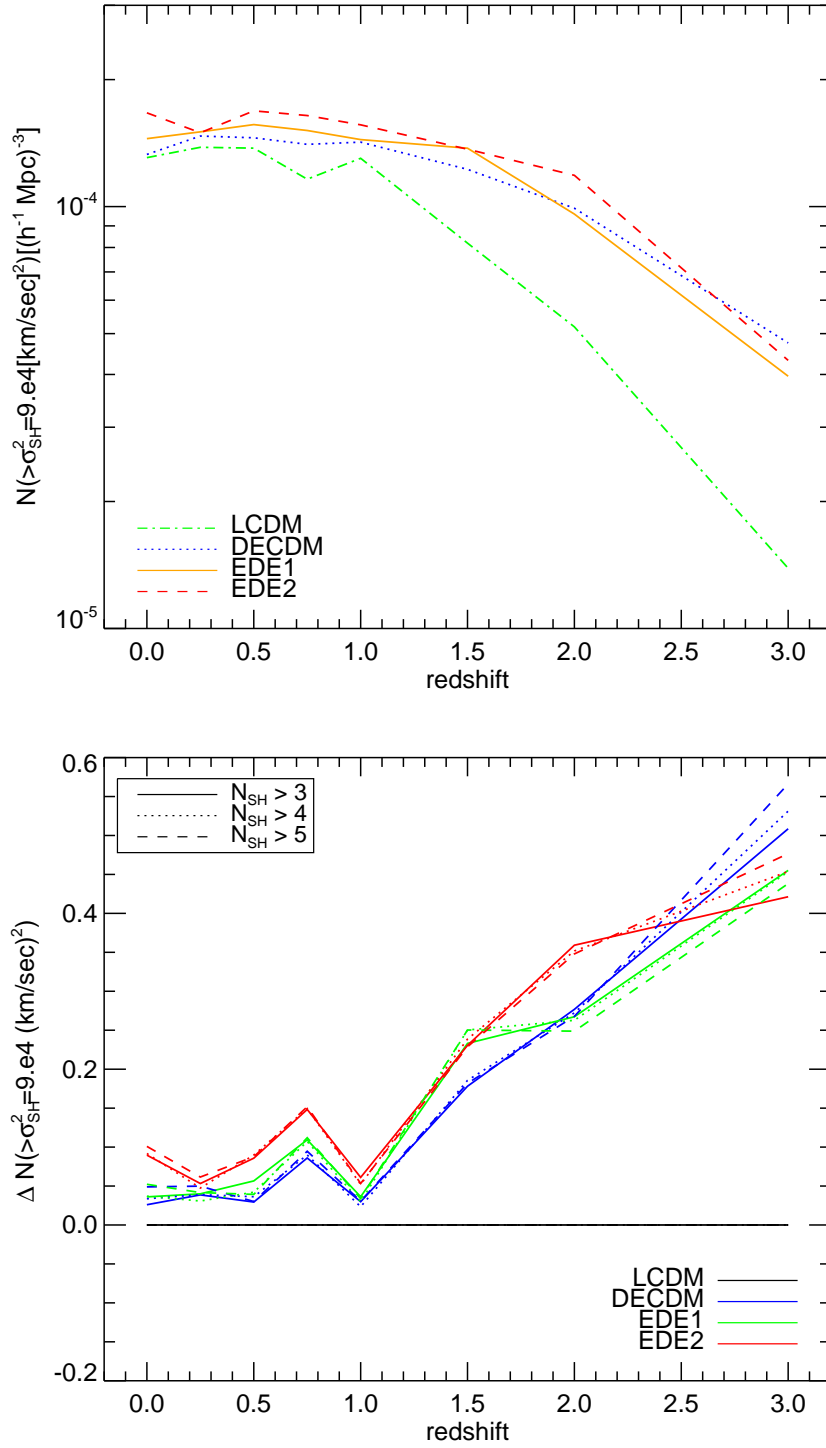 N(>σ²SH=9.e4[km/sec]²)[(h⁻¹ Mpc)⁻³]
10⁻⁴
10⁻⁵
LCDM
DECDM
EDE1
EDE2
0.0 0.5 1.0 1.5 2.0 2.5 3.0
redshift
Δ N(>σ²SH=9.e4 (km/sec)²)
0.6
0.4
0.2
0.0
-0.2
NSH > 3
NSH > 4
NSH > 5
LCDM
DECDM
EDE1
EDE2
0.0 0.5 1.0 1.5 2.0 2.5 3.0
redshift